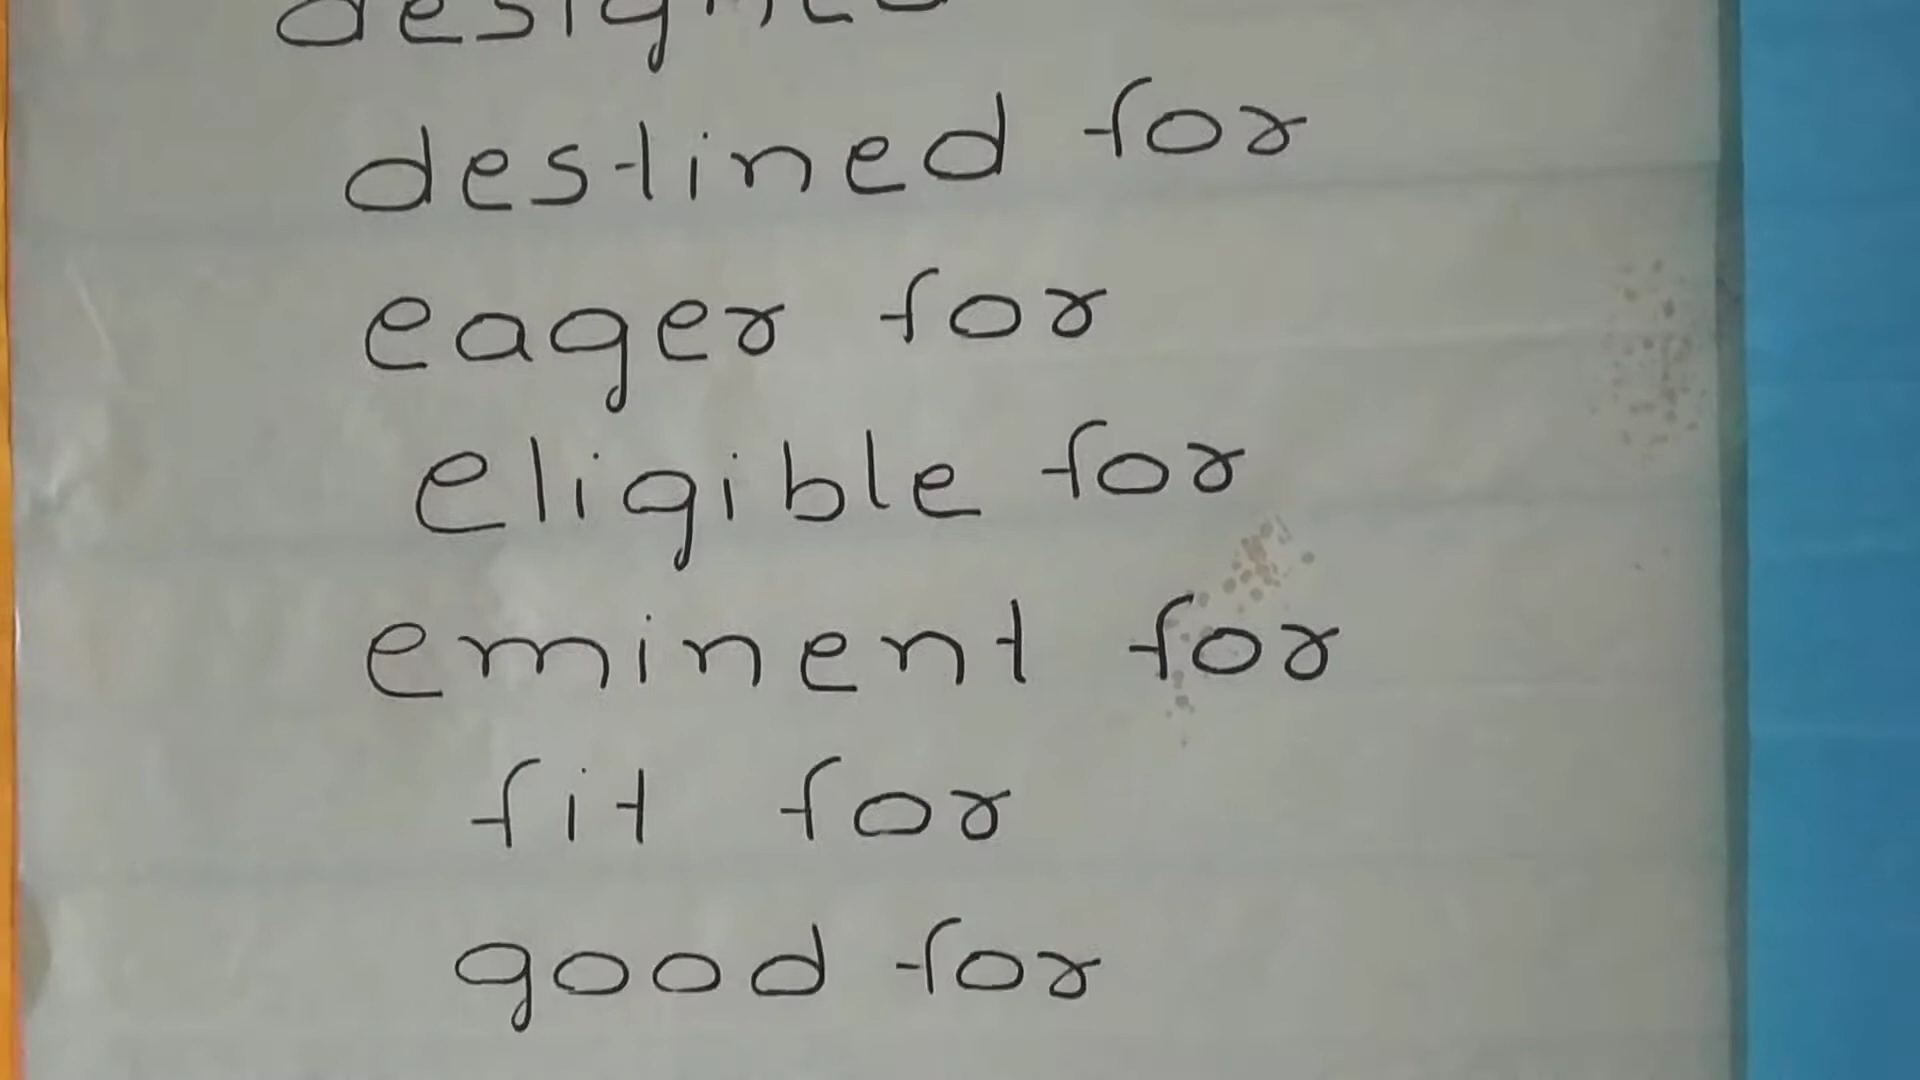 destined for
eager for
eligible for
eminent for
fit for
good for